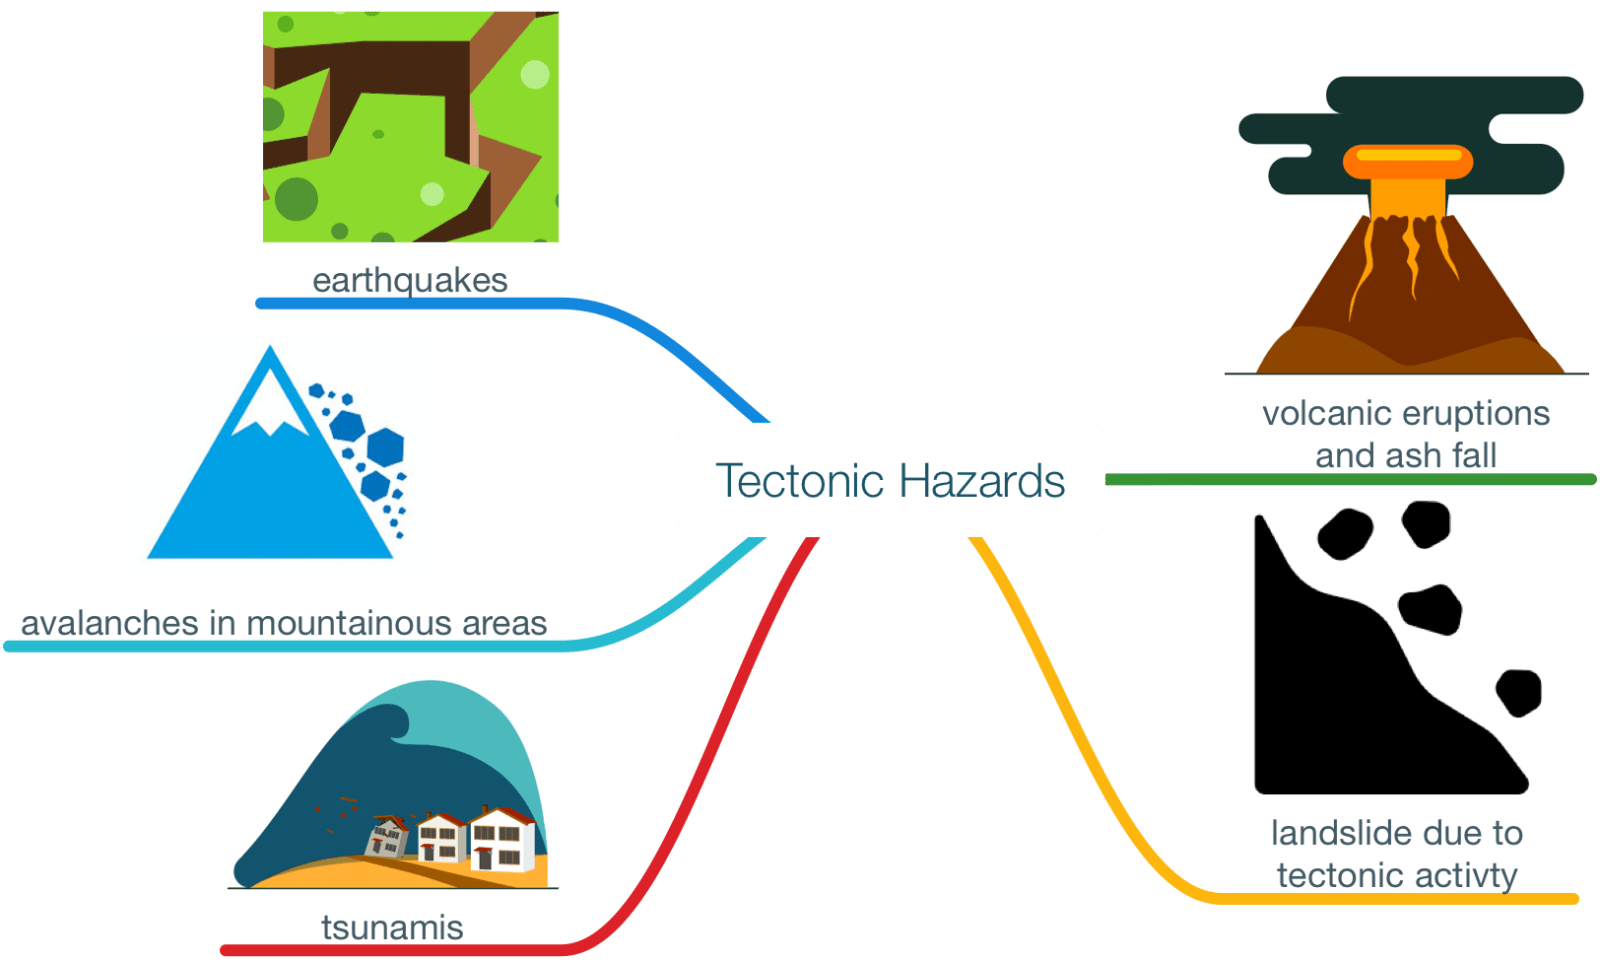 earthquakes
volcanic eruptions
and ash fall
Tectonic Hazards
avalanches in mountainous areas
landslide due to
tectonic activty
tsunamis